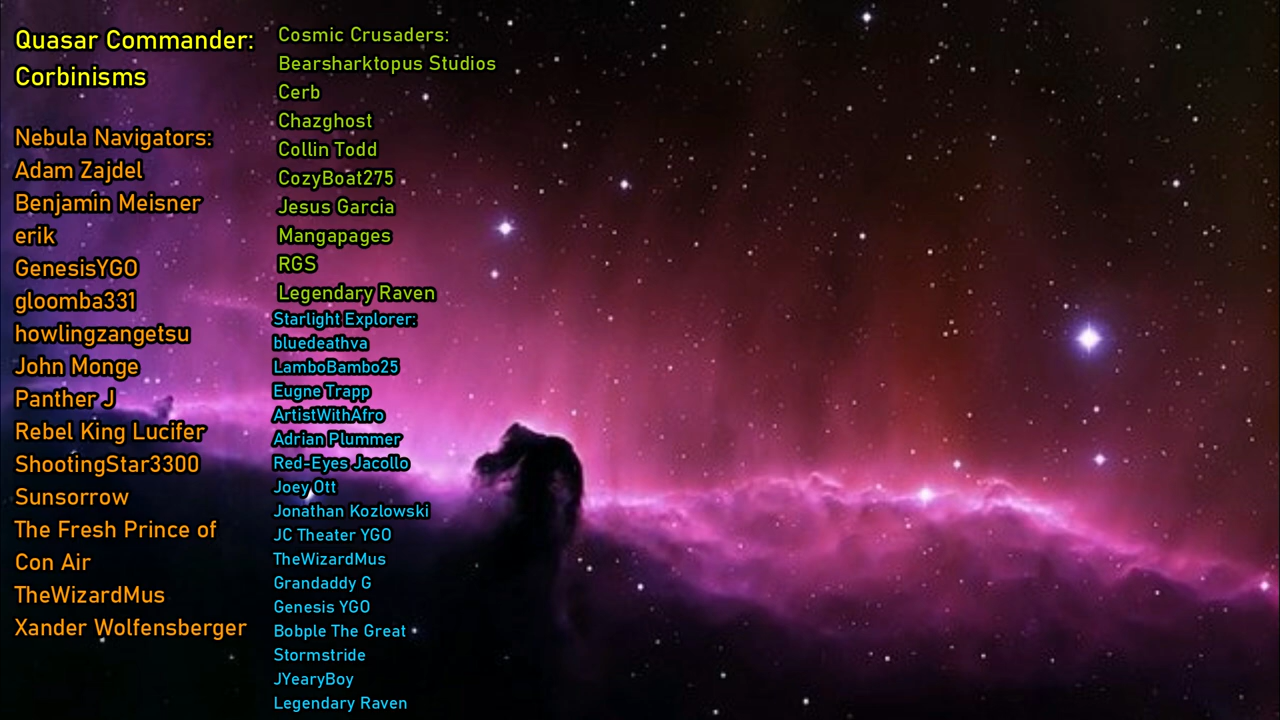 Quasar Commander:
Corbinisms
Nebula Navigators:
Adam Zajdel
Benjamin Meisner
erik
GenesisYGO
gloomba331
howlingzangetsu
John Monge
Panther J
Rebel King Lucifer
ShootingStar3300
Sunsorrow
The Fresh Prince of
Con Air
TheWizardMus
Xander Wolfensberger
Cosmic Crusaders:
Bearsharktopus Studios
Cerb
Chazghost
Collin Todd
CozyBoat275
Jesus Garcia
Mangapages
RGS
Legendary Raven
Starlight Explorer:
bluedeathva
LamboBambo25
Eugne Trapp
ArtistWithAfro
Adrian Plummer
Red-Eyes Jacollo
Joey Ott
Jonathan Kozlowski
JC Theater YGO
TheWizardMus
Grandaddy G
Genesis YGO
Bobple The Great
Stormstride
JYearyBoy
Legendary Raven